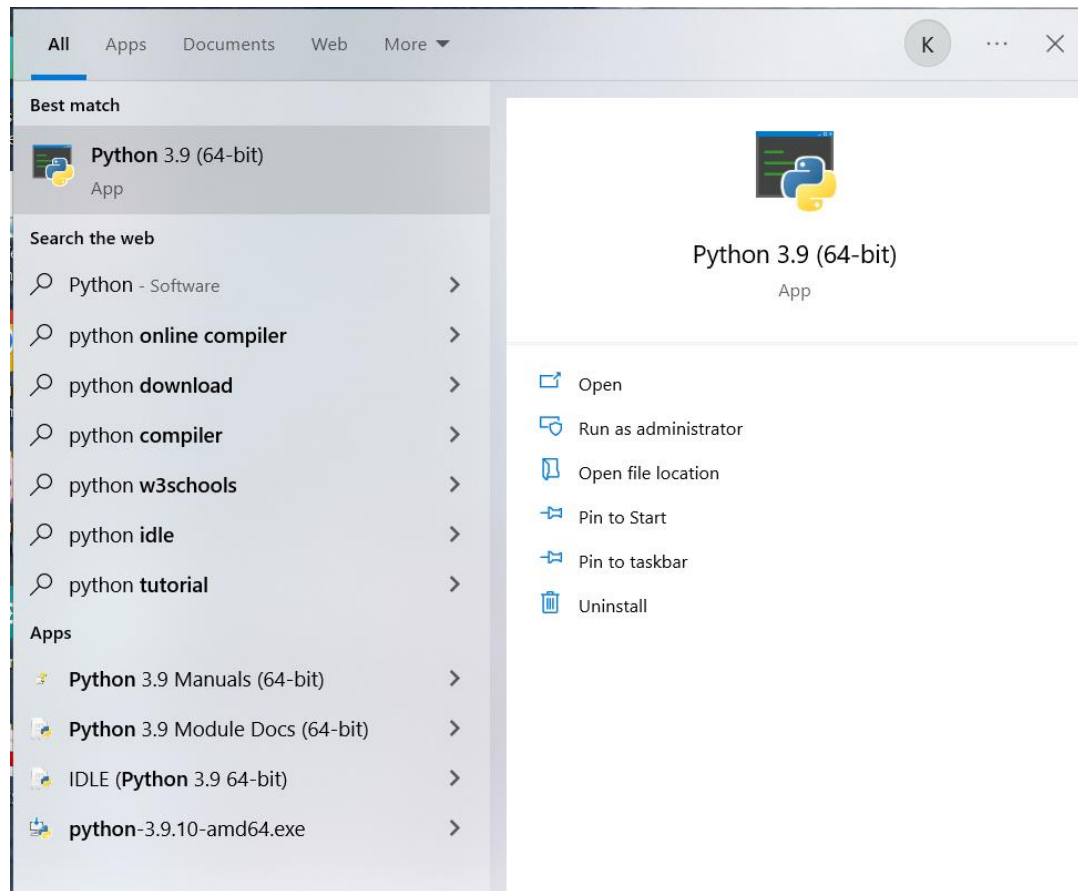 All Apps Documents Web More
K ...
Best match
Python 3.9 (64-bit)
App
Search the web
Python - Software
python online compiler
python download
python compiler
python w3schools
python idle
python tutorial
Apps
Python 3.9 Manuals (64-bit)
Python 3.9 Module Docs (64-bit)
IDLE (Python 3.9 64-bit)
python-3.9.10-amd64.exe
Python 3.9 (64-bit)
App
Open
Run as administrator
Open file location
Pin to Start
Pin to taskbar
Uninstall